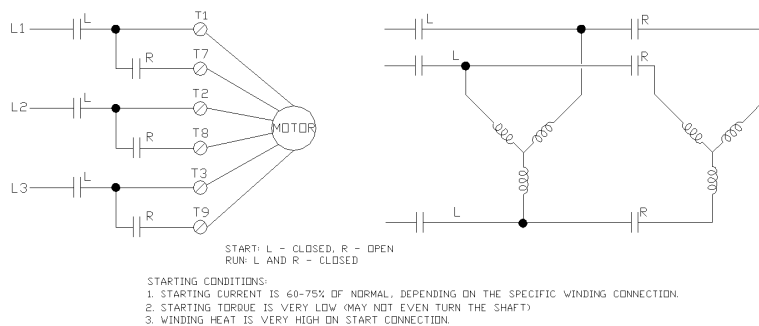 L1 L T1 L R
R T7 L R
L2 L T2
R T8 MOTOR
L3 L T3
R T9 L R
START: L - CLOSED, R - OPEN
RUN: L AND R - CLOSED
STARTING CONDITIONS:
1. STARTING CURRENT IS 60-75% OF NORMAL, DEPENDING ON THE SPECIFIC WINDING CONNECTION.
2. STARTING TORQUE IS VERY LOW (MAY NOT EVEN TURN THE SHAFT)
3. WINDING HEAT IS VERY HIGH ON START CONNECTION.